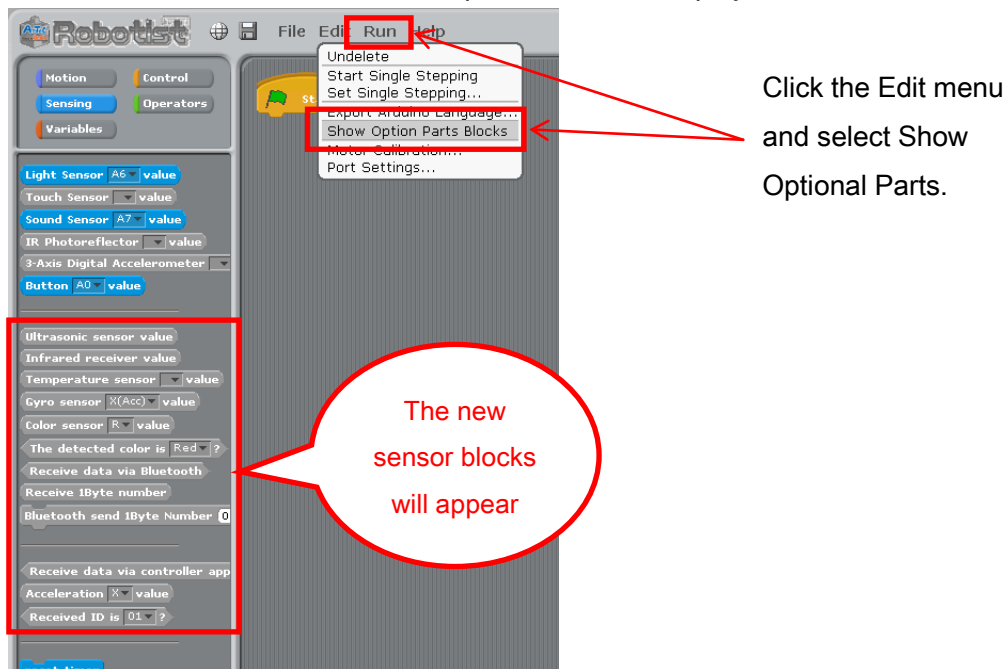 ATC Robotist File Edit Run Help
Undelete
Start Single Stepping
Set Single Stepping...
Export Arduino Language...
Show Option Parts Blocks
Motor Calibration...
Port Settings...
Click the Edit menu
and select Show
Optional Parts.
Motion Control
Sensing Operators
Variables
St
Light Sensor A6 value
Touch Sensor value
Sound Sensor A7 value
IR Photoreflector value
3-Axis Digital Accelerometer
Button A0 value
Ultrasonic sensor value
Infrared receiver value
Temperature sensor value
Gyro sensor X(Acc) value
Color sensor R value
The detected color is Red ?
Receive data via Bluetooth
Receive 1Byte number
Bluetooth send 1Byte Number 0
Receive data via controller app
Acceleration X value
Received ID is 01 ?
The new
sensor blocks
will appear